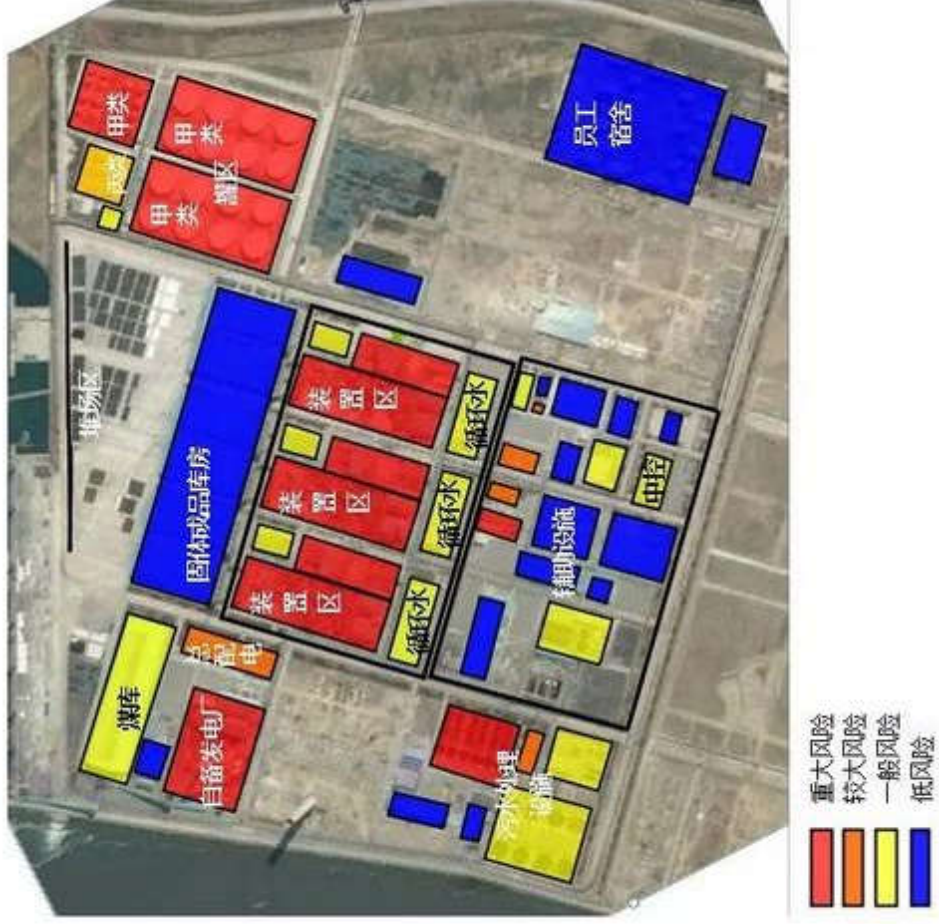 甲类
丙类
甲类
甲类
罐区
堆场区
固体成品库房
装置区
装置区
装置区
循环水
循环水
循环水
员工宿舍
中控
辅助设施
煤库
总配电
自备发电厂
污水处理设施
重大风险
较大风险
一般风险
低风险